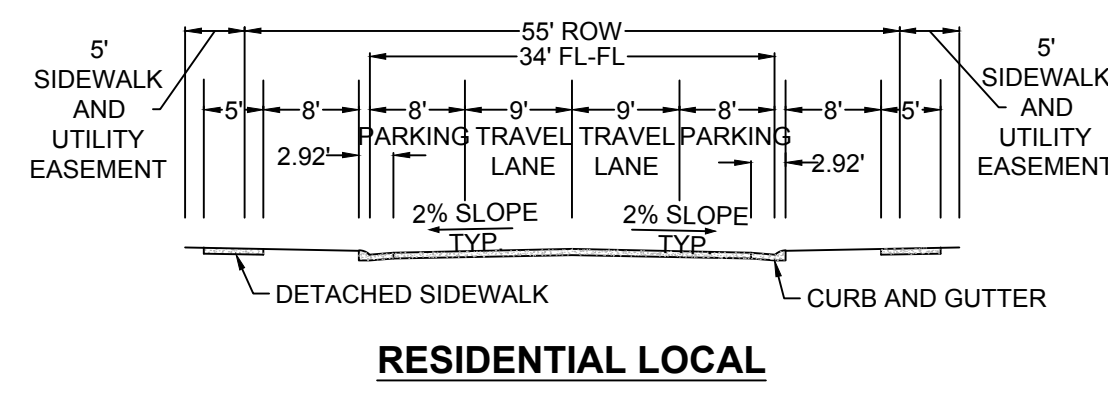 55' ROW
34' FL-FL
5'
SIDEWALK
AND
UTILITY
EASEMENT
5'
SIDEWALK
AND
UTILITY
EASEMENT
5' 8' 8' 9' 9' 8' 8' 5'
PARKING TRAVEL TRAVEL PARKING
LANE LANE
2.92' 2.92'
2% SLOPE 2% SLOPE
TYP. TYP.
DETACHED SIDEWALK
CURB AND GUTTER
RESIDENTIAL LOCAL